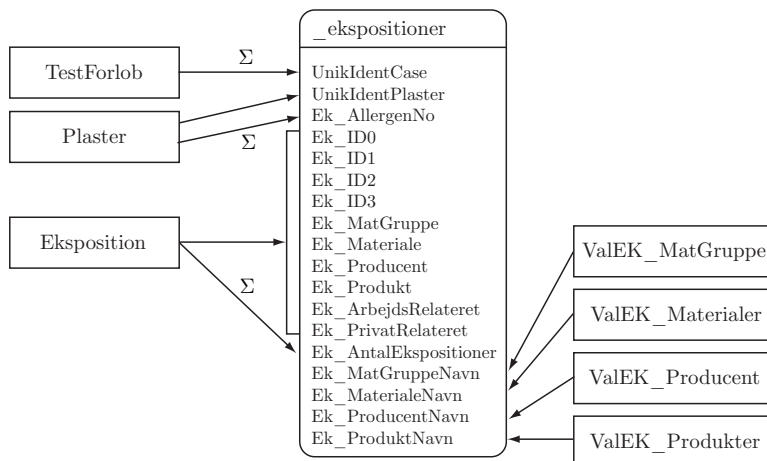 _ekspositioner
TestForlob
Σ
UnikIdentCase
UnikIdentPlaster
Plaster
Σ
Ek_AllergenNo
Ek_ID0
Ek_ID1
Ek_ID2
Ek_ID3
Ek_MatGruppe
Eksposition
Ek_Materiale
Ek_Producent
Ek_Produkt
Σ
Ek_ArbejdsRelateret
Ek_PrivatRelateret
Ek_AntalEkspositioner
Ek_MatGruppeNavn
Ek_MaterialeNavn
Ek_ProducentNavn
Ek_ProduktNavn
ValEK_MatGruppe
ValEK_Materialer
ValEK_Producent
ValEK_Produkter